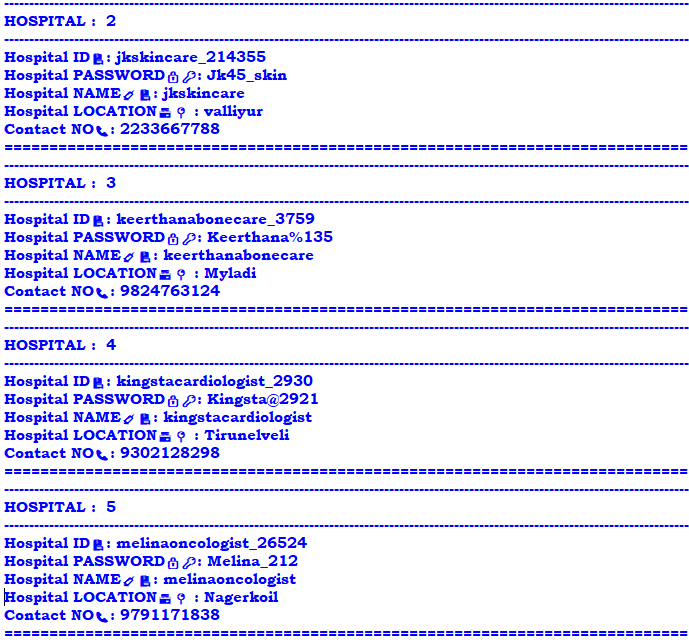 --------------------------------------------------------------------------------
HOSPITAL : 2
--------------------------------------------------------------------------------
Hospital ID: jkskincare_214355
Hospital PASSWORD🔒🔑: Jk45_skin
Hospital NAME: jkskincare
Hospital LOCATION : valliyur
Contact NO📞: 2233667788
================================================================================
--------------------------------------------------------------------------------
HOSPITAL : 3
--------------------------------------------------------------------------------
Hospital ID: keerthanabonecare_3759
Hospital PASSWORD🔒🔑: Keerthana%135
Hospital NAME: keerthanabonecare
Hospital LOCATION : Myladi
Contact NO📞: 9824763124
================================================================================
--------------------------------------------------------------------------------
HOSPITAL : 4
--------------------------------------------------------------------------------
Hospital ID: kingstacardiologist_2930
Hospital PASSWORD🔒🔑: Kingsta@2921
Hospital NAME: kingstacardiologist
Hospital LOCATION : Tirunelveli
Contact NO📞: 9302128298
================================================================================
--------------------------------------------------------------------------------
HOSPITAL : 5
--------------------------------------------------------------------------------
Hospital ID: melinaoncologist_26524
Hospital PASSWORD🔒🔑: Melina_212
Hospital NAME: melinaoncologist
Hospital LOCATION : Nagerkoil
Contact NO📞: 9791171838
================================================================================